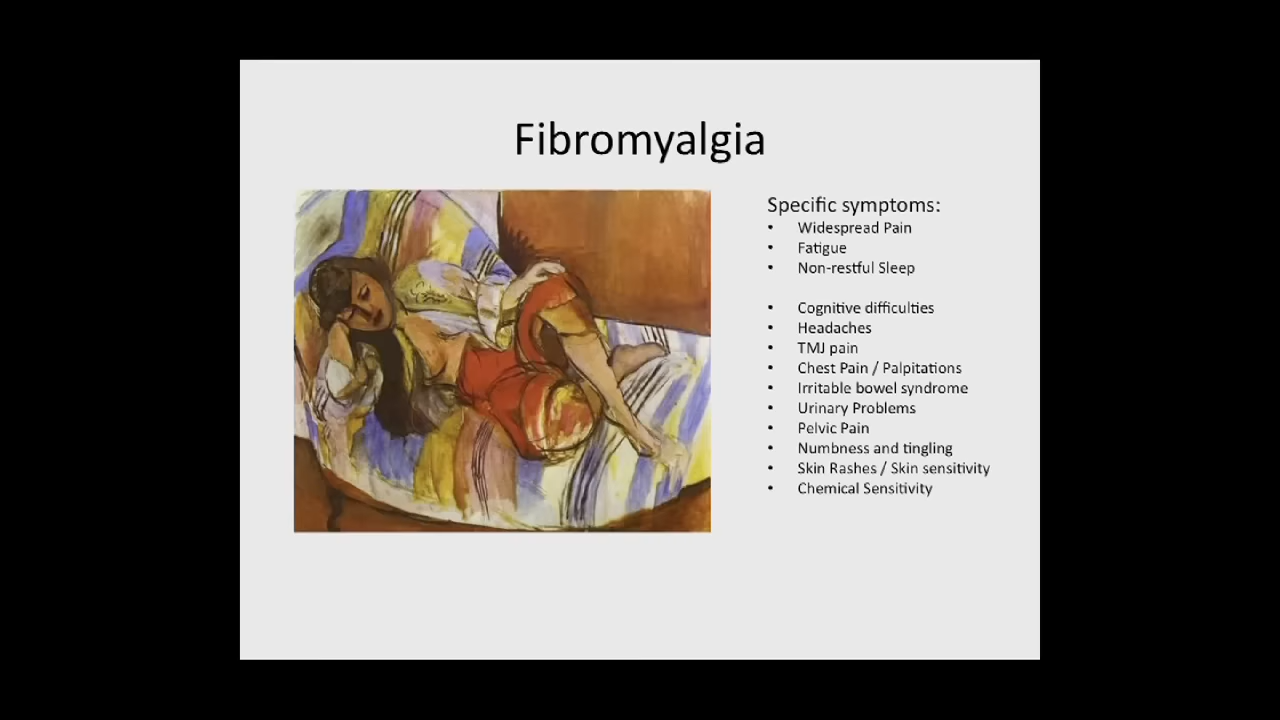 Fibromyalgia
Specific symptoms:
• Widespread Pain
• Fatigue
• Non-restful Sleep
• Cognitive difficulties
• Headaches
• TMJ pain
• Chest Pain / Palpitations
• Irritable bowel syndrome
• Urinary Problems
• Pelvic Pain
• Numbness and tingling
• Skin Rashes / Skin sensitivity
• Chemical Sensitivity